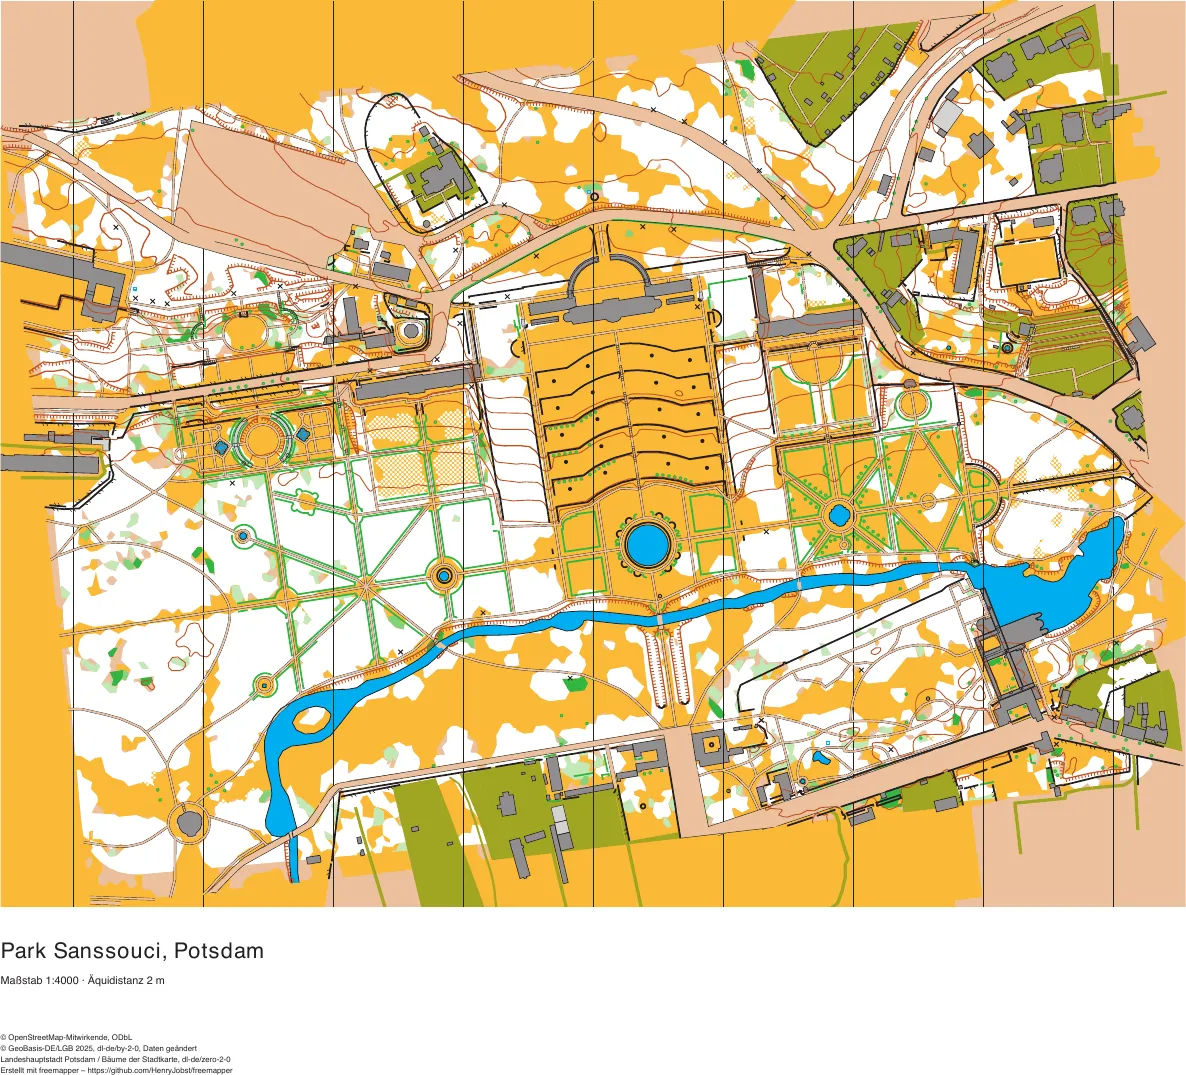 Park Sanssouci, Potsdam
Maßstab 1:4000 · Äquidistanz 2 m
© OpenStreetMap-Mitwirkende, ODbL
© GeoBasis-DE/LGB 2025, dl-de/by-2-0, Daten geändert
Landeshauptstadt Potsdam / Bäume der Stadtkarte, dl-de/zero-2-0
Erstellt mit freemapper – https://github.com/HenryJobst/freemapper